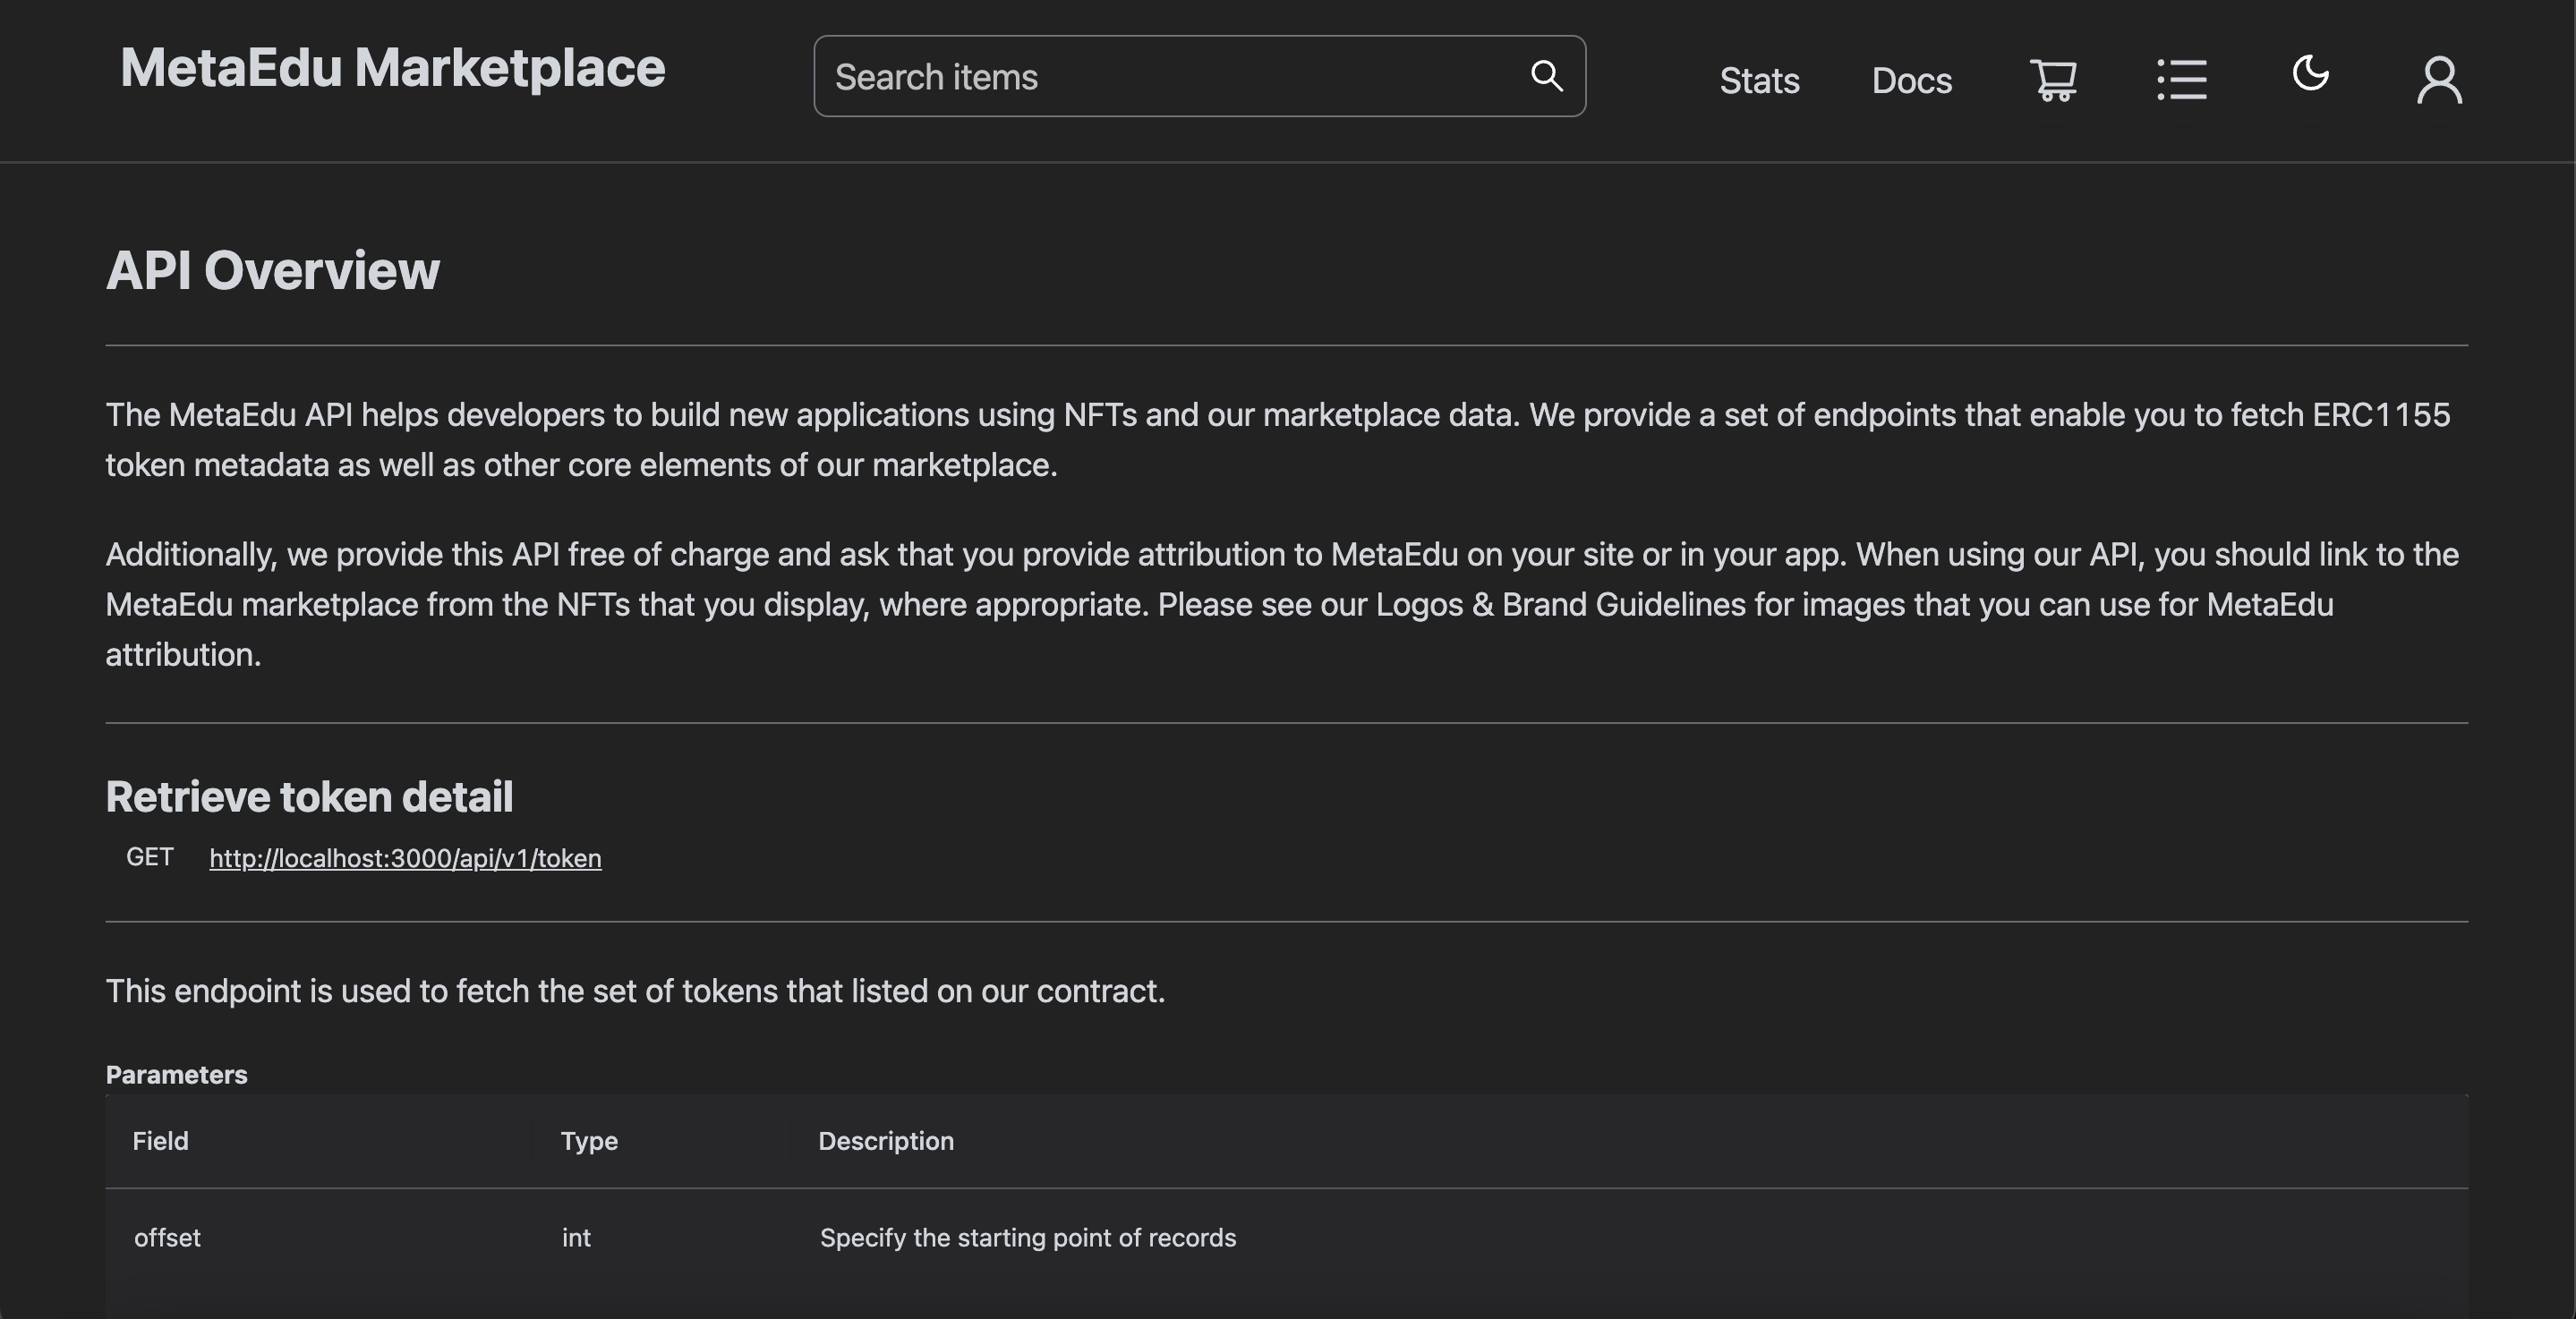 MetaEdu Marketplace
Search items
Stats
Docs
API Overview
The MetaEdu API helps developers to build new applications using NFTs and our marketplace data. We provide a set of endpoints that enable you to fetch ERC1155
token metadata as well as other core elements of our marketplace.
Additionally, we provide this API free of charge and ask that you provide attribution to MetaEdu on your site or in your app. When using our API, you should link to the
MetaEdu marketplace from the NFTs that you display, where appropriate. Please see our Logos & Brand Guidelines for images that you can use for MetaEdu
attribution.
Retrieve token detail
GET http://localhost:3000/api/v1/token
This endpoint is used to fetch the set of tokens that listed on our contract.
Parameters
Field Type Description
offset int Specify the starting point of records